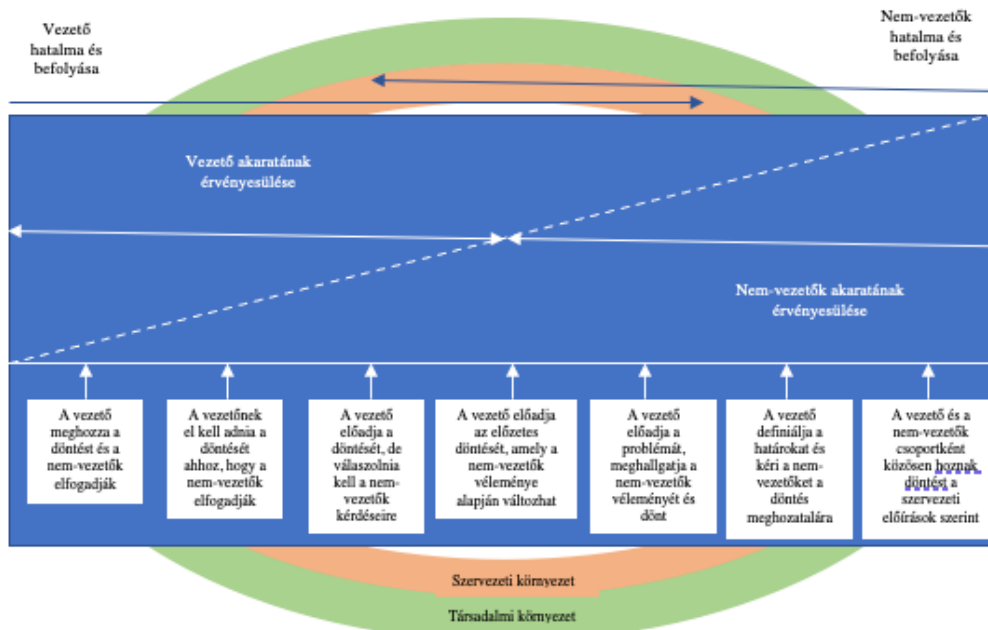 Vezető
hatalma és
befolyása
Nem-vezetők
hatalma és
befolyása
Vezető akaratának
érvényesülése
Nem-vezetők akaratának
érvényesülése
A vezető
meghozza a
döntést és a
nem-vezetők
elfogadják
A vezetőnek
el kell adnia a
döntését
ahhoz, hogy a
nem-vezetők
elfogadják
A vezető
előadja a
döntését, de
válaszolnia
kell a nem-
vezetők
kérdéseire
A vezető előadja
az előzetes
döntését, amely a
nem-vezetők
véleménye
alapján változhat
A vezető
előadja a
problémát,
meghallgatja a
nem-vezetők
véleményét és
dönt
A vezető
definiálja a
határokat és
kéri a nem-
vezetőket a
döntés
meghozatalára
A vezető és a
nem-vezetők
csoportként
közösen hoznak
döntést a
szervezeti
előírások szerint
Szervezeti környezet
Társadalmi környezet